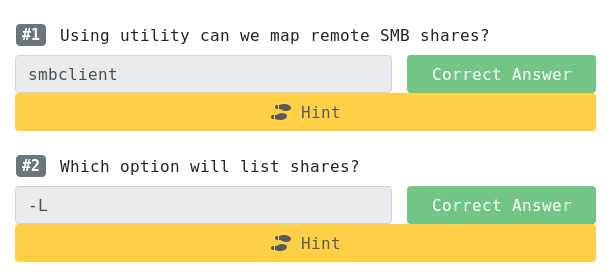 #1 Using utility can we map remote SMB shares?
smbclient Correct Answer
Hint
#2 Which option will list shares?
-L Correct Answer
Hint